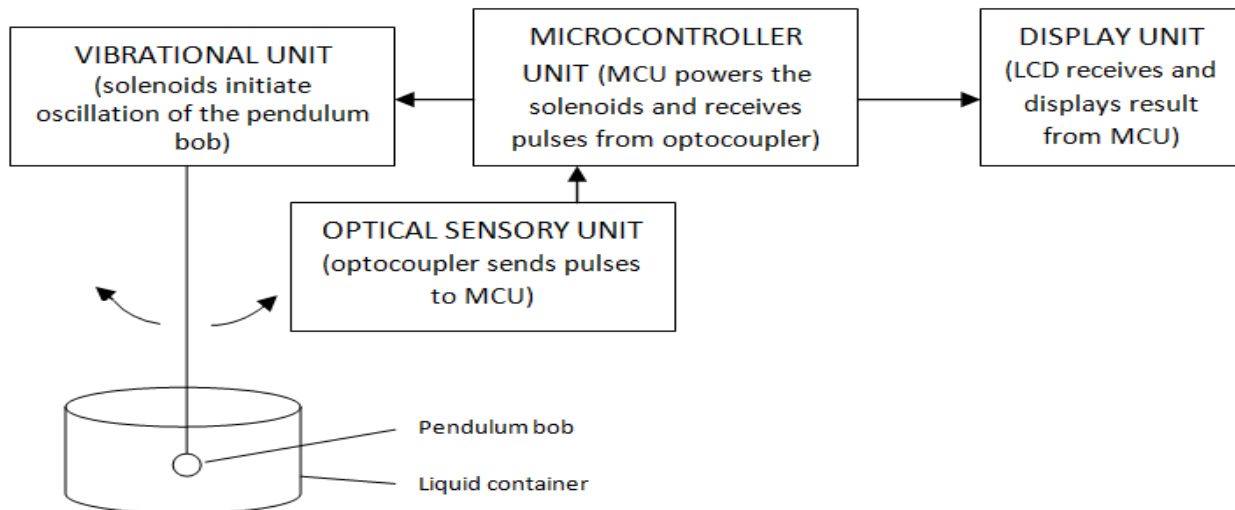 VIBRATIONAL UNIT
(solenoids initiate
oscillation of the pendulum
bob)
MICROCONTROLLER
UNIT (MCU powers the
solenoids and receives
pulses from optocoupler)
DISPLAY UNIT
(LCD receives and
displays result
from MCU)
OPTICAL SENSORY UNIT
(optocoupler sends pulses
to MCU)
Pendulum bob
Liquid container